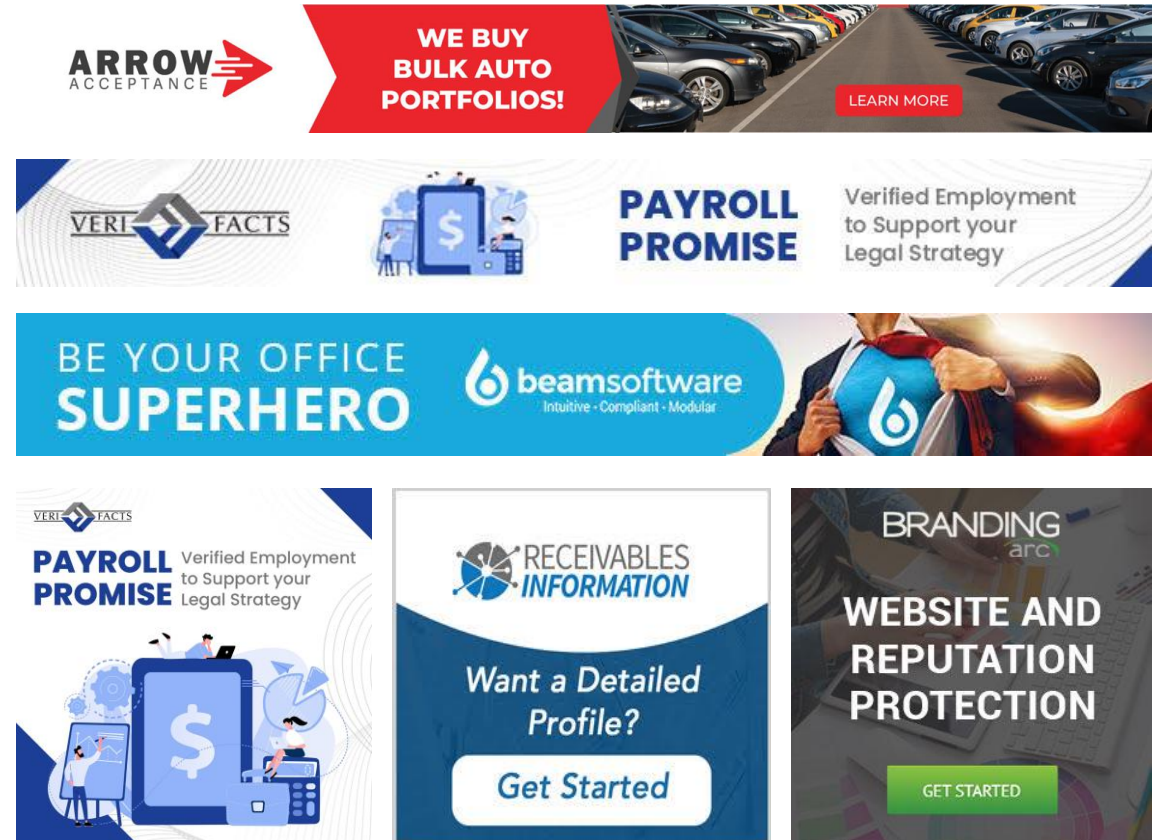 ARROW
ACCEPTANCE
WE BUY
BULK AUTO
PORTFOLIOS!
LEARN MORE
VERI FACTS
PAYROLL
PROMISE
Verified Employment
to Support your
Legal Strategy
BE YOUR OFFICE
SUPERHERO
beamsoftware
Intuitive - Compliant - Modular
VERI FACTS
PAYROLL
PROMISE
Verified Employment
to Support your
Legal Strategy
RECEIVABLES
INFORMATION
Want a Detailed
Profile?
Get Started
BRANDING
arc
WEBSITE AND
REPUTATION
PROTECTION
GET STARTED